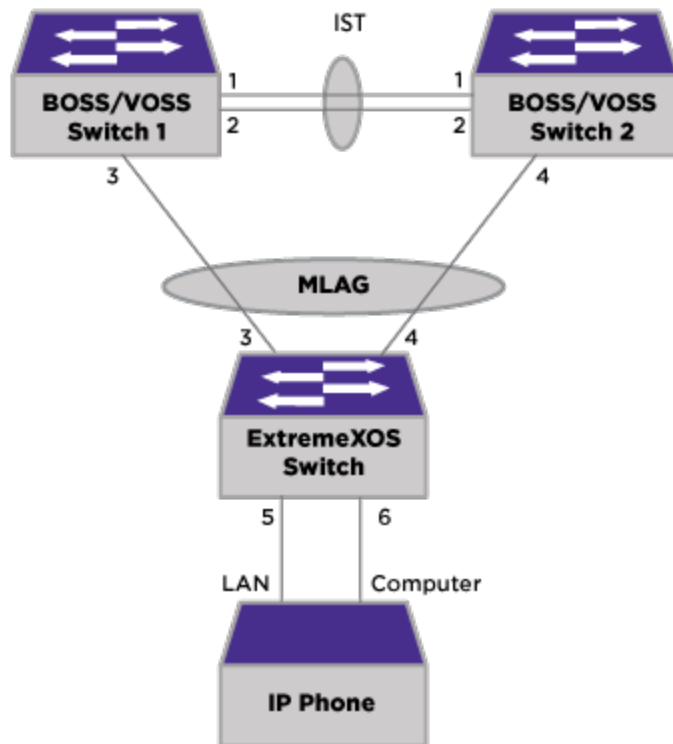 IST
BOSS/VOSS
Switch 1
1
2
1
2
BOSS/VOSS
Switch 2
3
4
MLAG
3
4
ExtremeXOS
Switch
5
6
LAN
Computer
IP Phone